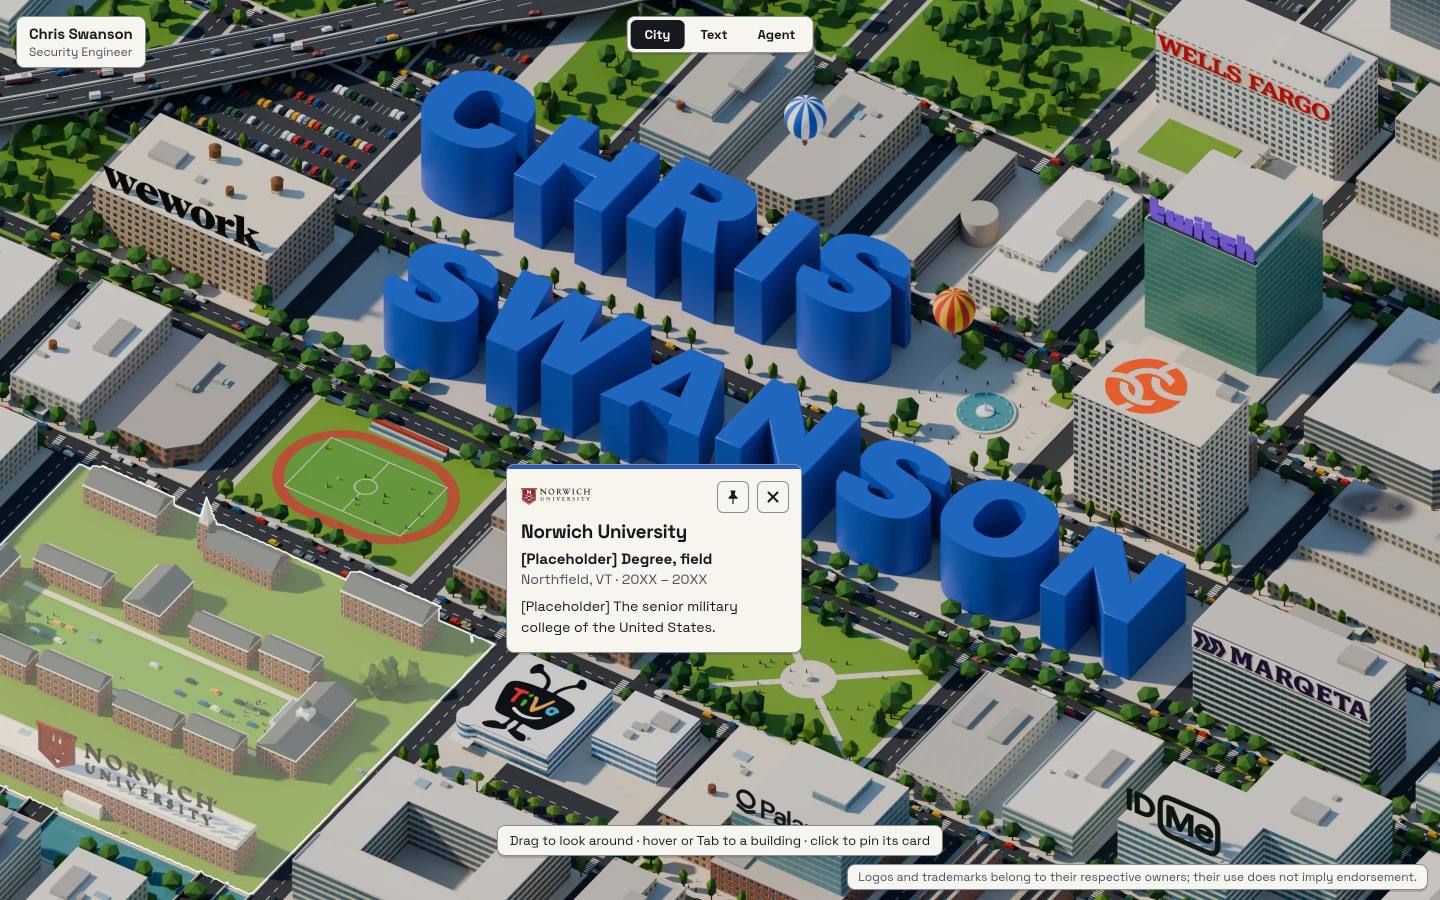 Chris Swanson
Security Engineer
City Text Agent
WELLS FARGO
CHRIS
wework
twitch
SWANSON
NORWICH
UNIVERSITY
Norwich University
[Placeholder] Degree, field
Northfield, VT · 20XX – 20XX
[Placeholder] The senior military
college of the United States.
MARQETA
TiVo
NORWICH
UNIVERSITY
ID Me
Drag to look around · hover or Tab to a building · click to pin its card
Logos and trademarks belong to their respective owners; their use does not imply endorsement.